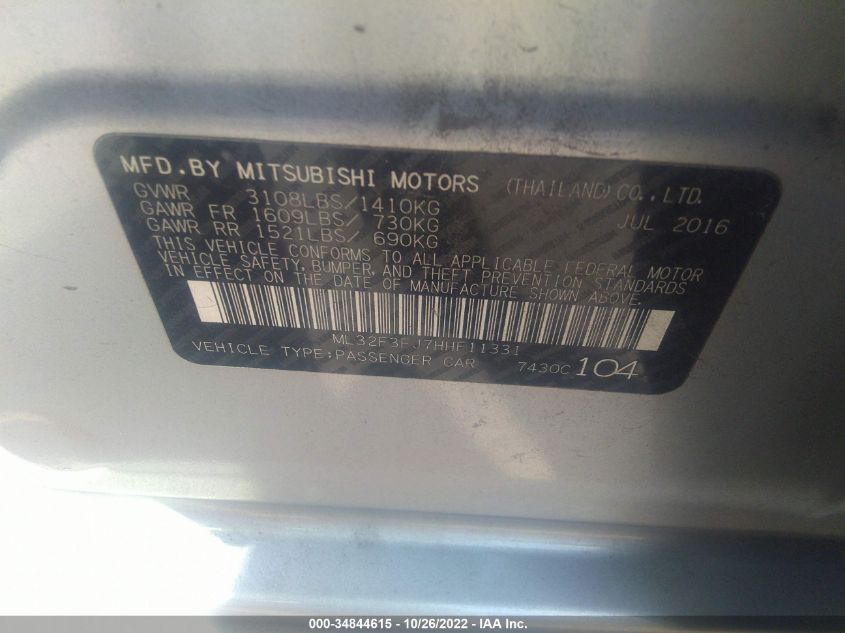 MFD.BY MITSUBISHI MOTORS (THAILAND) CO., LTD.
GVWR 3108LBS/1410KG JUL 2016
GAWR FR 1609LBS/ 730KG
GAWR RR 1521LBS/ 690KG
THIS VEHICLE CONFORMS TO ALL APPLICABLE FEDERAL MOTOR
VEHICLE SAFETY, BUMPER, AND THEFT PREVENTION STANDARDS
IN EFFECT ON THE DATE OF MANUFACTURE SHOWN ABOVE.
ML32F3FJ7HHF11331
VEHICLE TYPE:PASSENGER CAR 7430C 104
000-34844615 - 10/26/2022 - IAA Inc.